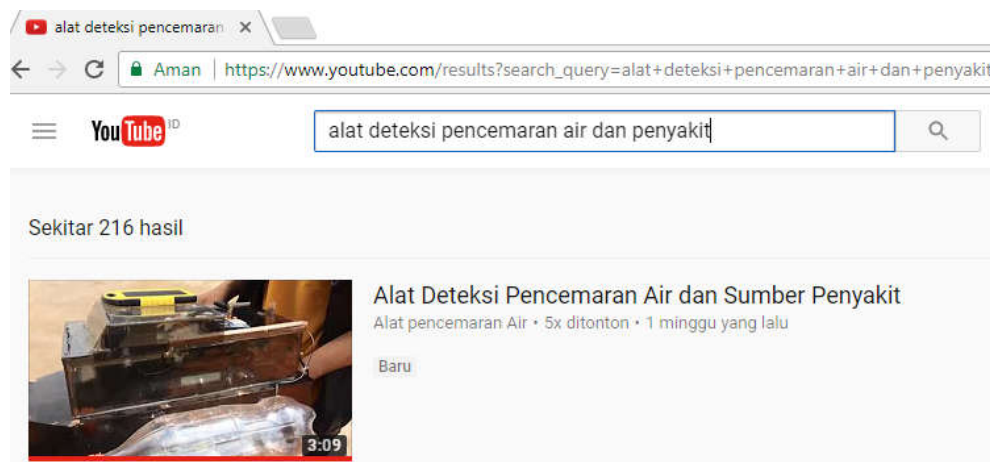 alat deteksi pencemaran
Aman | https://www.youtube.com/results?search_query=alat+deteksi+pencemaran+air+dan+penyakit
YouTube ID
alat deteksi pencemaran air dan penyakit
Sekitar 216 hasil
Alat Deteksi Pencemaran Air dan Sumber Penyakit
Alat pencemaran Air • 5x ditonton • 1 minggu yang lalu
Baru
3:09